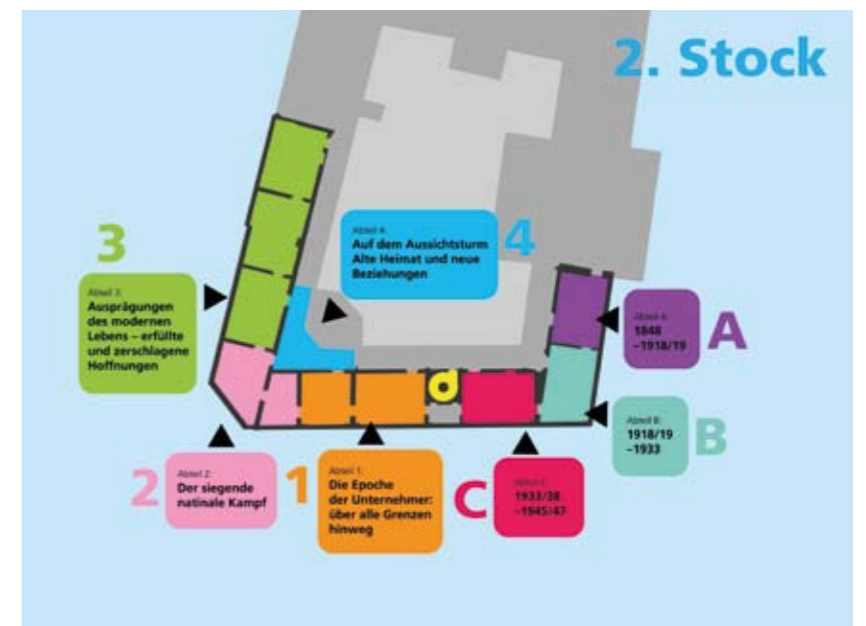 2. Stock
3
Abteil 3:
Ausprägungen
des modernen
Lebens – erfüllte
und zerschlagene
Hoffnungen
Abteil 4:
Auf dem Aussichtsturm
Alte Heimat und neue
Beziehungen
4
Abteil A:
1848
–1918/19
A
Abteil B:
1918/19
–1933
B
2
Abteil 2:
Der siegende
natinale Kampf
1
Abteil 1:
Die Epoche
der Unternehmer:
über alle Grenzen
hinweg
C
Abteil C:
1933/38
–1945/47
d